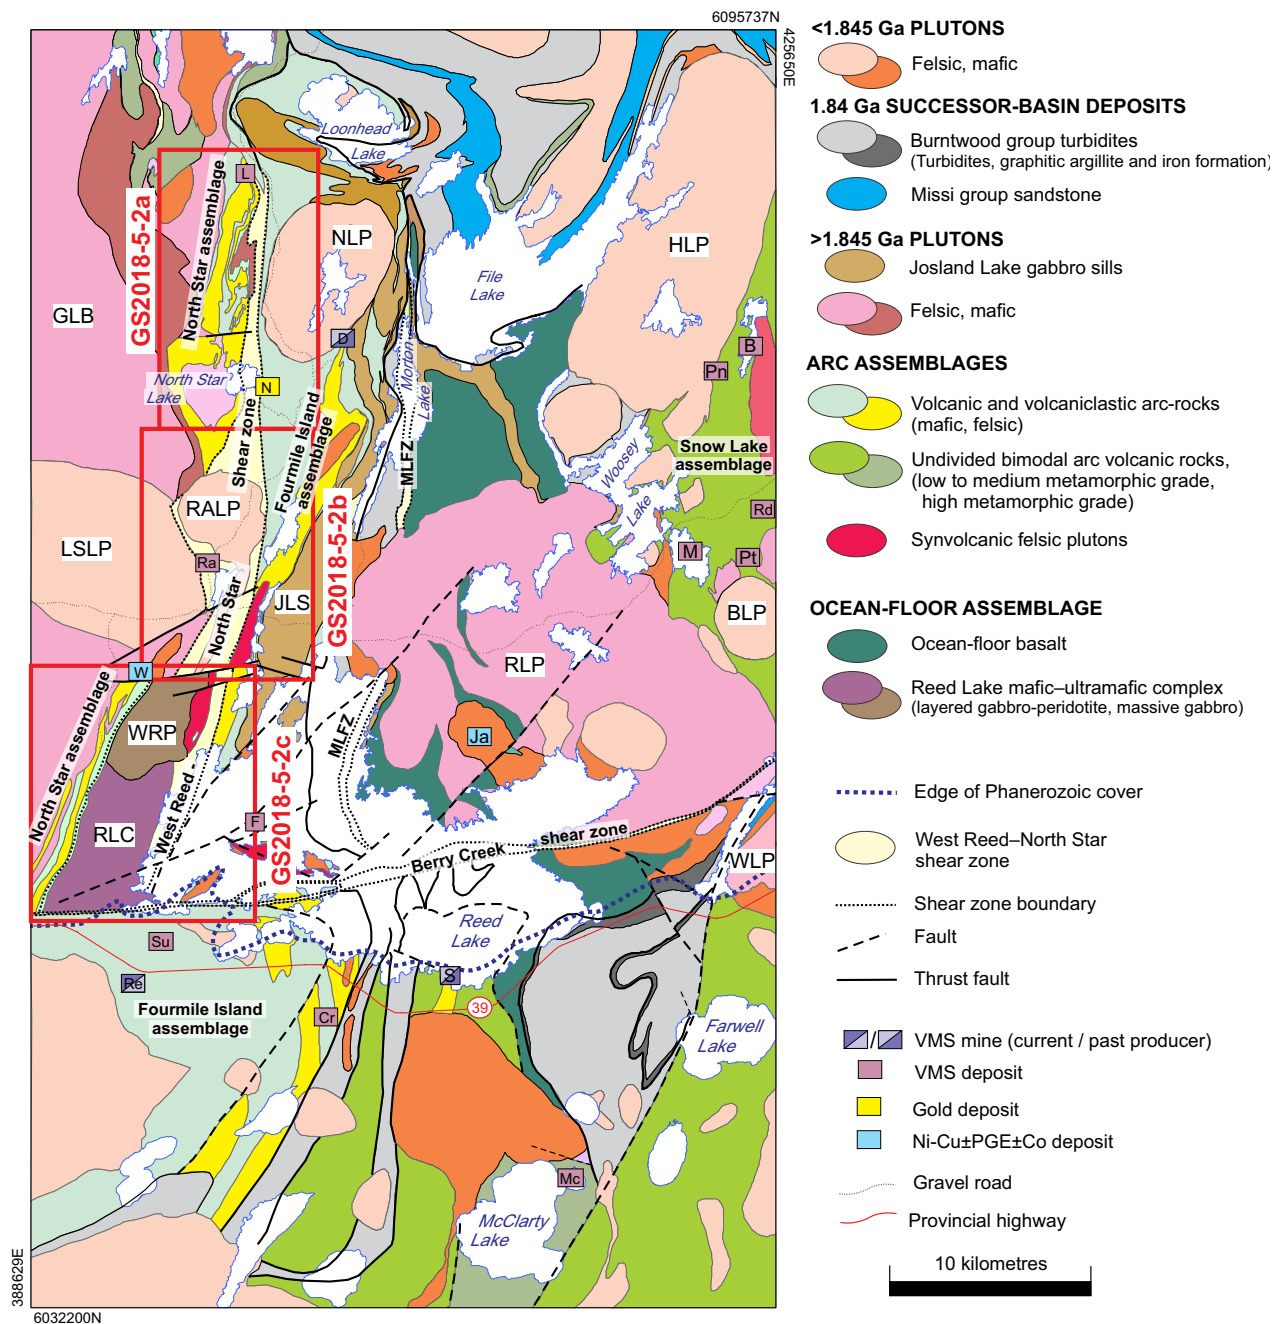 6095737N
425650E
Loonhead
Lake
L
North Star assemblage
GS2018-5-2a
NLP
HLP
File
Lake
GLB
D
B
Pn
North Star
Lake
N
Morton
Lake
Shear zone
Fourmile Island
assemblage
MLFZ
Woosey
Lake
Snow Lake
assemblage
RALP
GS2018-5-2b
Rd
LSLP
Ra
M
Pt
North Star
JLS
BLP
W
RLP
North Star assemblage
WRP
MLFZ
Ja
GS2018-5-2c
RLC
West Reed -
F
Berry Creek
shear zone
WLP
Reed
Lake
Su
Re
S
Fourmile Island
assemblage
Cr
39
Farwell
Lake
Mc
McClarty
Lake
388629E
6032200N
<1.845 Ga PLUTONS
Felsic, mafic
1.84 Ga SUCCESSOR-BASIN DEPOSITS
Burntwood group turbidites
(Turbidites, graphitic argillite and iron formation)
Missi group sandstone
>1.845 Ga PLUTONS
Josland Lake gabbro sills
Felsic, mafic
ARC ASSEMBLAGES
Volcanic and volcaniclastic arc-rocks
(mafic, felsic)
Undivided bimodal arc volcanic rocks,
(low to medium metamorphic grade,
high metamorphic grade)
Synvolcanic felsic plutons
OCEAN-FLOOR ASSEMBLAGE
Ocean-floor basalt
Reed Lake mafic–ultramafic complex
(layered gabbro-peridotite, massive gabbro)
Edge of Phanerozoic cover
West Reed–North Star
shear zone
Shear zone boundary
Fault
Thrust fault
/
VMS mine (current / past producer)
VMS deposit
Gold deposit
Ni-Cu±PGE±Co deposit
Gravel road
Provincial highway
10 kilometres